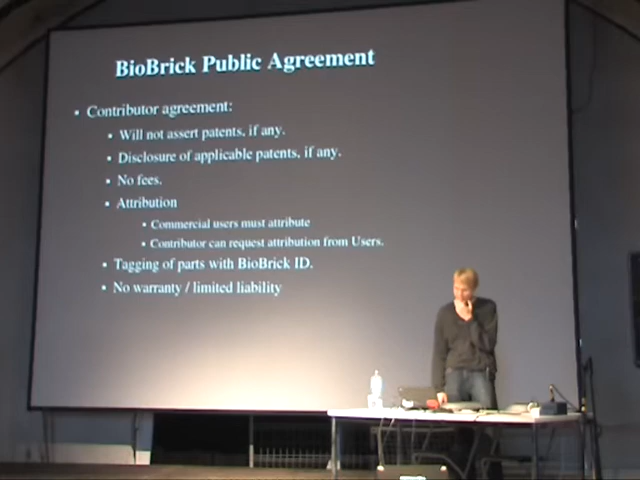 BioBrick Public Agreement
• Contributor agreement:
• Will not assert patents, if any.
• Disclosure of applicable patents, if any.
• No fees.
• Attribution
• Commercial users must attribute
• Contributor can request attribution from Users.
• Tagging of parts with BioBrick ID.
• No warranty / limited liability